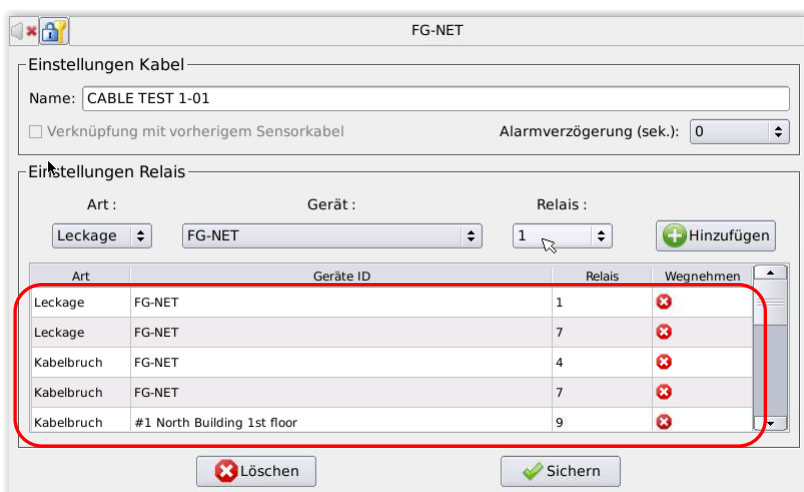 FG-NET
Einstellungen Kabel
Name: CABLE TEST 1-01
Verknüpfung mit vorherigem Sensorkabel Alarmverzögerung (sek.): 0
Einstellungen Relais
Art : Gerät : Relais :
Leckage FG-NET 1 Hinzufügen
Art Geräte ID Relais Wegnehmen
Leckage FG-NET 1
Leckage FG-NET 7
Kabelbruch FG-NET 4
Kabelbruch FG-NET 7
Kabelbruch #1 North Building 1st floor 9
Löschen Sichern